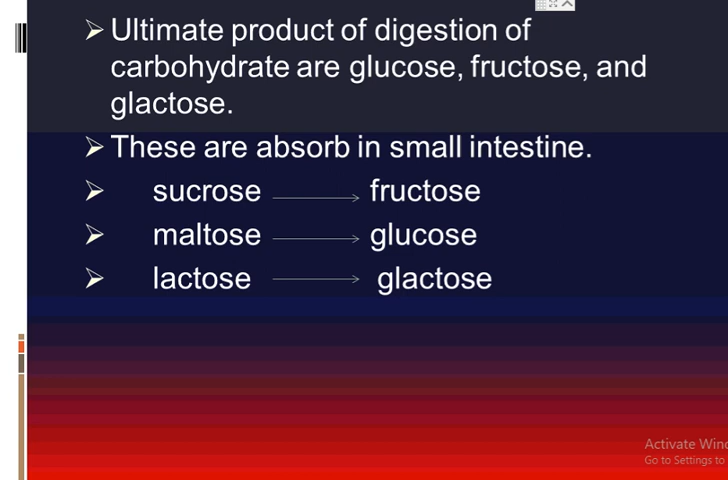 Ultimate product of digestion of
carbohydrate are glucose, fructose, and
glactose.
These are absorb in small intestine.
sucrose fructose
maltose glucose
lactose glactose
Activate Wind
Go to Settings to